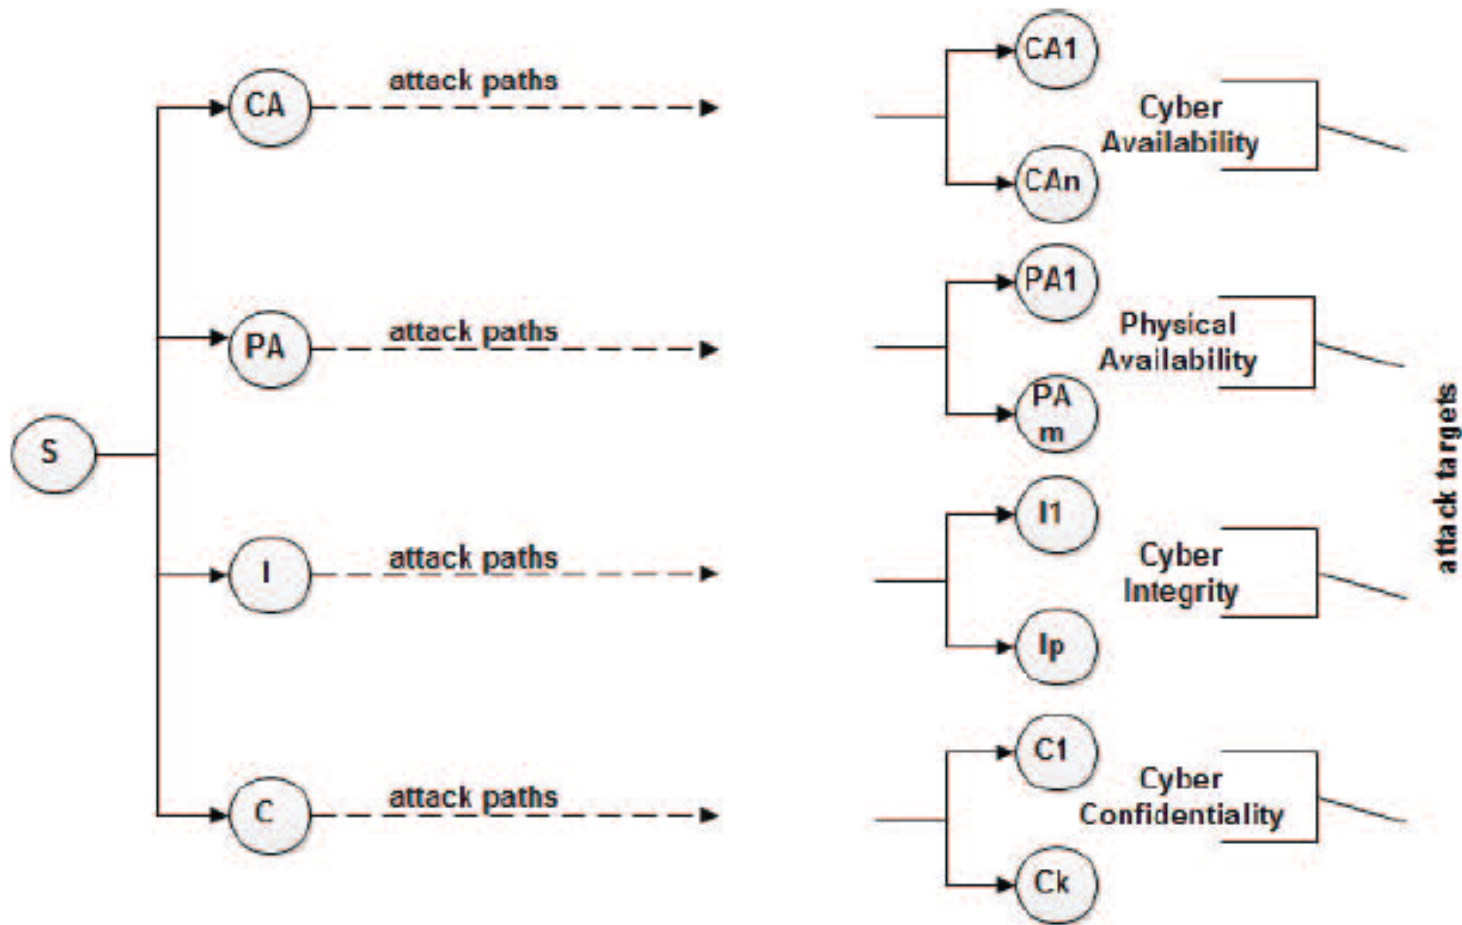 CA
attack paths
CA1
Cyber
Availability
CAn
PA
attack paths
PA1
Physical
Availability
PA
m
S
I
attack paths
I1
Cyber
Integrity
Ip
C
attack paths
C1
Cyber
Confidentiality
Ck
attack targets